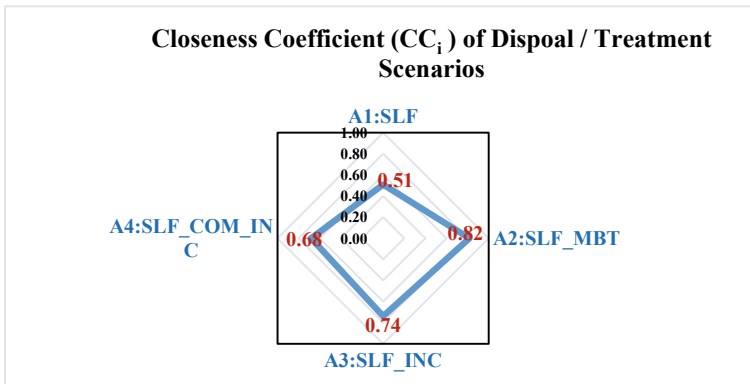 Closeness Coefficient (CCi ) of Dispoal / Treatment
Scenarios
A1:SLF
1.00
0.80
0.60
0.51
0.40
0.20
0.00
A4:SLF_COM_IN
C
0.68
0.82
A2:SLF_MBT
0.74
A3:SLF_INC